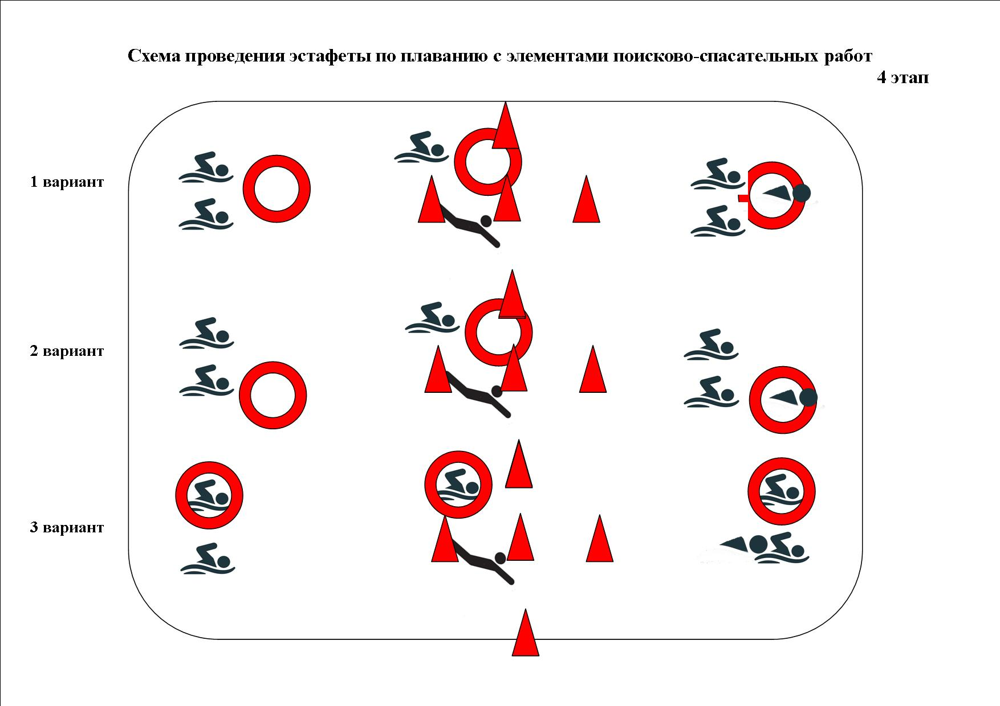 Схема проведения эстафеты по плаванию с элементами поисково-спасательных работ
4 этап
1 вариант
2 вариант
3 вариант